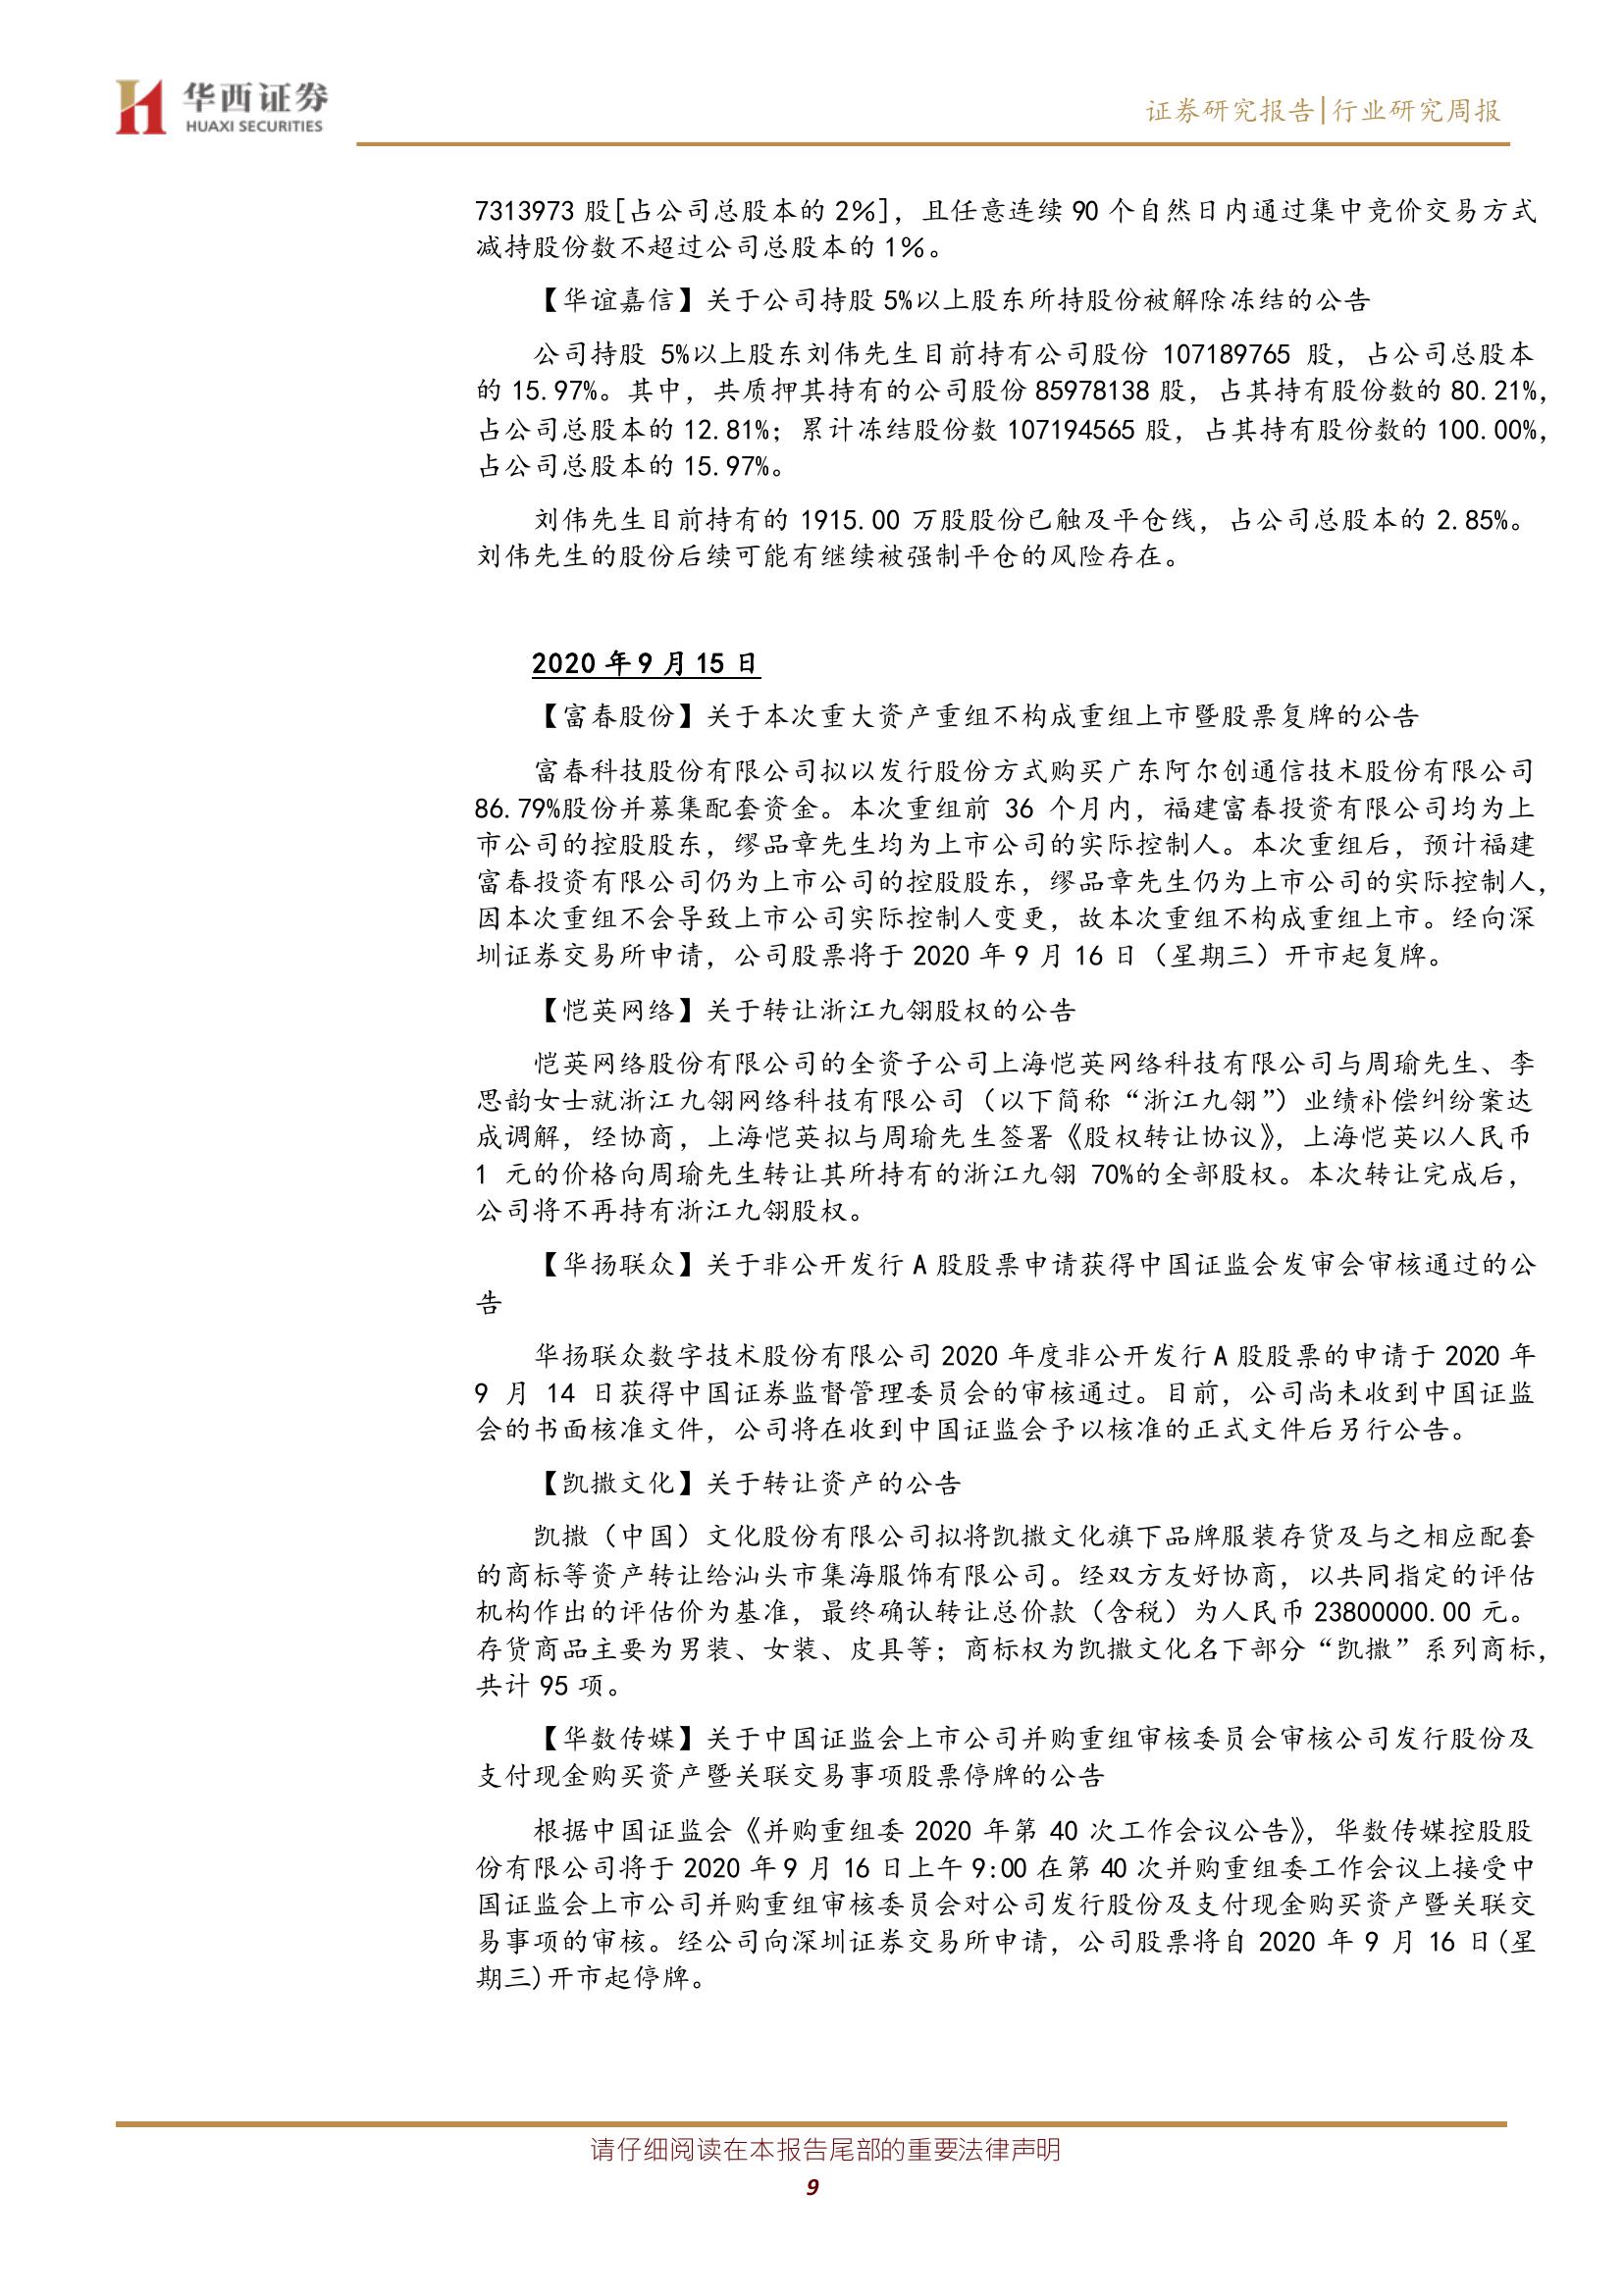 华西证券
HUAXI SECURITIES
证券研究报告|行业研究周报
7313973 股[占公司总股本的 2%]，且任意连续 90 个自然日内通过集中竞价交易方式
减持股份数不超过公司总股本的 1%。
【华谊嘉信】关于公司持股 5%以上股东所持股份被解除冻结的公告
公司持股 5%以上股东刘伟先生目前持有公司股份 107189765 股，占公司总股本
的 15.97%。其中，共质押其持有的公司股份 85978138 股，占其持有股份数的 80.21%，
占公司总股本的 12.81%；累计冻结股份数 107194565 股，占其持有股份数的 100.00%，
占公司总股本的 15.97%。
刘伟先生目前持有的 1915.00 万股股份已触及平仓线，占公司总股本的 2.85%。
刘伟先生的股份后续可能有继续被强制平仓的风险存在。
2020 年 9 月 15 日
【富春股份】关于本次重大资产重组不构成重组上市暨股票复牌的公告
富春科技股份有限公司拟以发行股份方式购买广东阿尔创通信技术股份有限公司
86.79%股份并募集配套资金。本次重组前 36 个月内，福建富春投资有限公司均为上
市公司的控股股东，缪品章先生均为上市公司的实际控制人。本次重组后，预计福建
富春投资有限公司仍为上市公司的控股股东，缪品章先生仍为上市公司的实际控制人，
因本次重组不会导致上市公司实际控制人变更，故本次重组不构成重组上市。经向深
圳证券交易所申请，公司股票将于 2020 年 9 月 16 日（星期三）开市起复牌。
【恺英网络】关于转让浙江九翎股权的公告
恺英网络股份有限公司的全资子公司上海恺英网络科技有限公司与周瑜先生、李
思韵女士就浙江九翎网络科技有限公司（以下简称“浙江九翎”）业绩补偿纠纷案达
成调解，经协商，上海恺英拟与周瑜先生签署《股权转让协议》，上海恺英以人民币
1 元的价格向周瑜先生转让其所持有的浙江九翎 70%的全部股权。本次转让完成后，
公司将不再持有浙江九翎股权。
【华扬联众】关于非公开发行 A 股股票申请获得中国证监会发审会审核通过的公
告
华扬联众数字技术股份有限公司 2020 年度非公开发行 A 股股票的申请于 2020 年
9 月 14 日获得中国证券监督管理委员会的审核通过。目前，公司尚未收到中国证监
会的书面核准文件，公司将在收到中国证监会予以核准的正式文件后另行公告。
【凯撒文化】关于转让资产的公告
凯撒（中国）文化股份有限公司拟将凯撒文化旗下品牌服装存货及与之相应配套
的商标等资产转让给汕头市集海服饰有限公司。经双方友好协商，以共同指定的评估
机构作出的评估价为基准，最终确认转让总价款（含税）为人民币 23800000.00 元。
存货商品主要为男装、女装、皮具等；商标权为凯撒文化名下部分“凯撒”系列商标，
共计 95 项。
【华数传媒】关于中国证监会上市公司并购重组审核委员会审核公司发行股份及
支付现金购买资产暨关联交易事项股票停牌的公告
根据中国证监会《并购重组委 2020 年第 40 次工作会议公告》，华数传媒控股股
份有限公司将于 2020 年 9 月 16 日上午 9:00 在第 40 次并购重组委工作会议上接受中
国证监会上市公司并购重组审核委员会对公司发行股份及支付现金购买资产暨关联交
易事项的审核。经公司向深圳证券交易所申请，公司股票将自 2020 年 9 月 16 日(星
期三)开市起停牌。
请仔细阅读在本报告尾部的重要法律声明
9